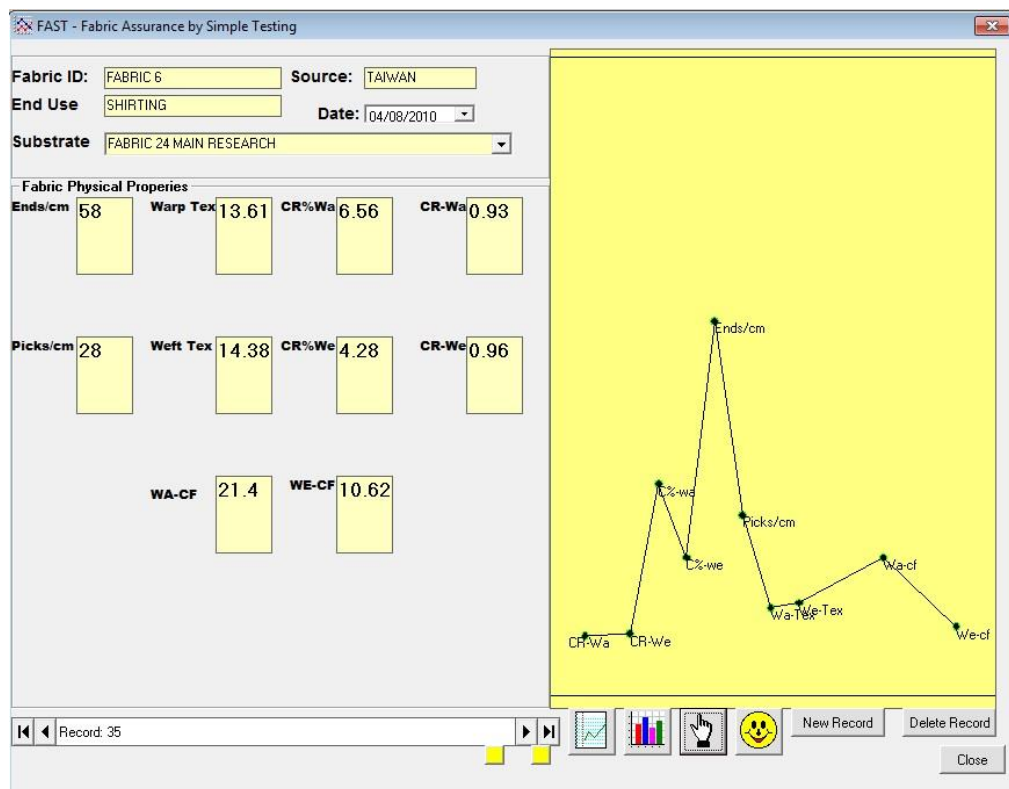 FAST - Fabric Assurance by Simple Testing
Fabric ID: FABRIC 6 Source: TAIWAN
End Use SHIRTING Date: 04/08/2010
Substrate FABRIC 24 MAIN RESEARCH
Fabric Physical Properies
Ends/cm 58 Warp Tex 13.61 CR%Wa 6.56 CR-Wa 0.93
Picks/cm 28 Weft Tex 14.38 CR%We 4.28 CR-We 0.96
WA-CF 21.4 WE-CF 10.62
Ends/cm
C%-wa
Picks/cm
C%-we
Wa-cf
Wa-Tex
We-Tex
CR-Wa
CR-We
We-cf
Record: 35
New Record
Delete Record
Close